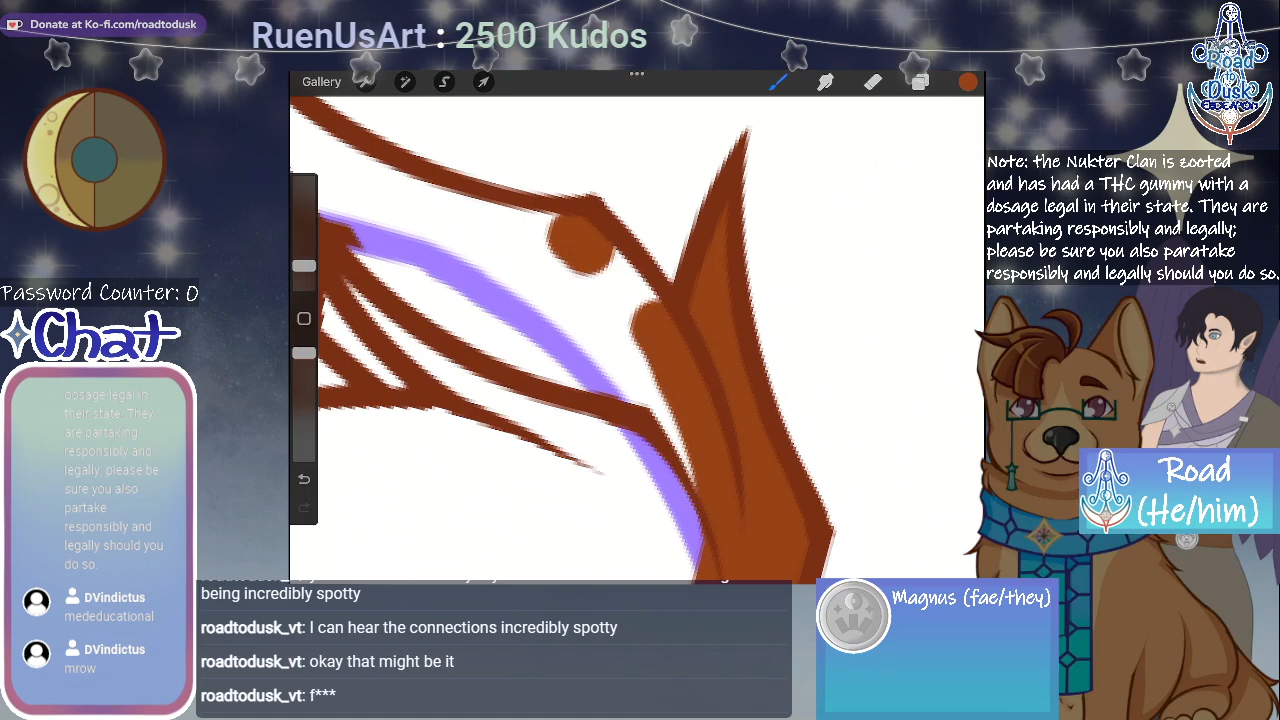 Donate at Ko-fi.com/roadtodusk
RuenUsArt : 2500 Kudos
Gallery
Road
to
Dusk
Note: the Nukter Clan is zooted
and has had a THC gummy with a
dosage legal in their state. They are
partaking responsibly and legally;
please be sure you also paratake
responsibly and legally should you do so.
Password Counter: 0
Chat
dosage legal in
their state. They
are partaking
responsibly and
legally, please be
sure you also
partake
responsibly and
legally should you
do so.
DVindictus
mededucational
DVindictus
mrow
being incredibly spotty
roadtodusk_vt: I can hear the connections incredibly spotty
roadtodusk_vt: okay that might be it
roadtodusk_vt: f***
Road
(He/him)
Magnus (fae/they)